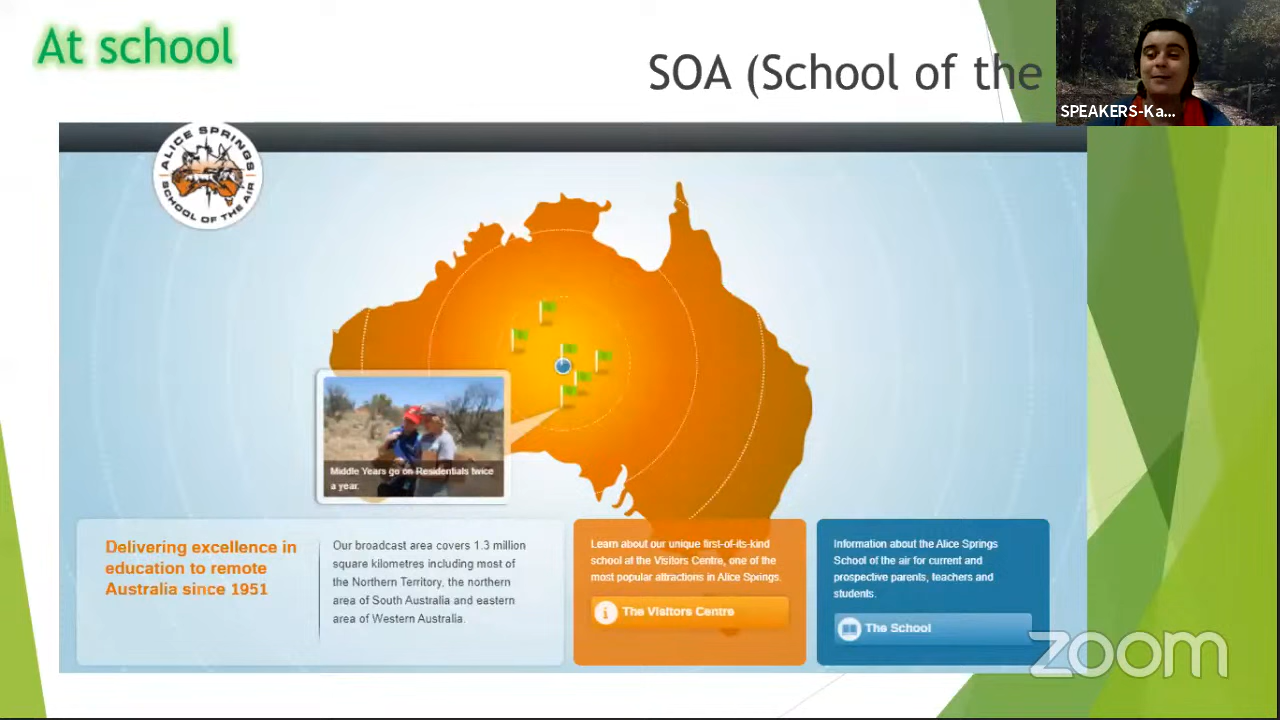 At school
SOA (School of the
SPEAKERS-Ka...
ALICE SPRINGS
SCHOOL OF THE AIR
Middle Years go on Residentials twice
a year.
Delivering excellence in
education to remote
Australia since 1951
Our broadcast area covers 1.3 million
square kilometres including most of
the Northern Territory, the northern
area of South Australia and eastern
area of Western Australia.
Learn about our unique first-of-its-kind
school at the Visitors Centre, one of the
most popular attractions in Alice Springs.
The Visitors Centre
Information about the Alice Springs
School of the air for current and
prospective parents, teachers and
students.
The School
zoom